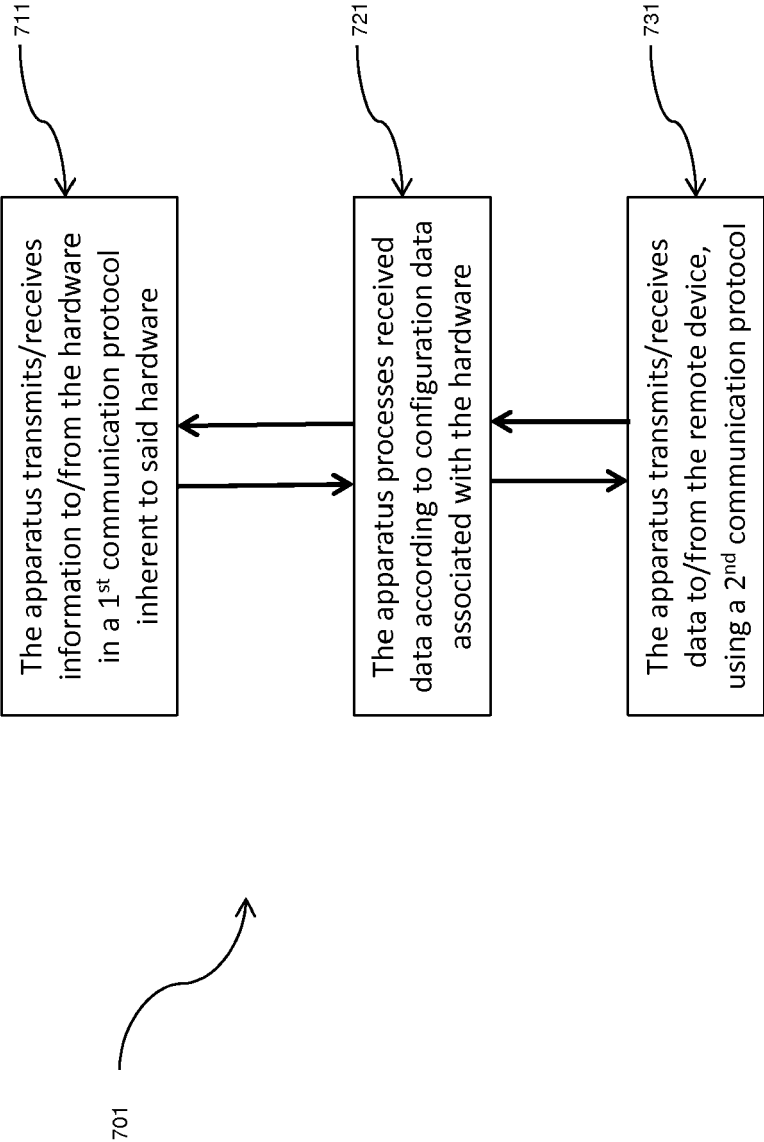 711
The apparatus transmits/receives
information to/from the hardware
in a 1st communication protocol
inherent to said hardware
721
The apparatus processes received
data according to configuration data
associated with the hardware
731
The apparatus transmits/receives
data to/from the remote device,
using a 2nd communication protocol
701